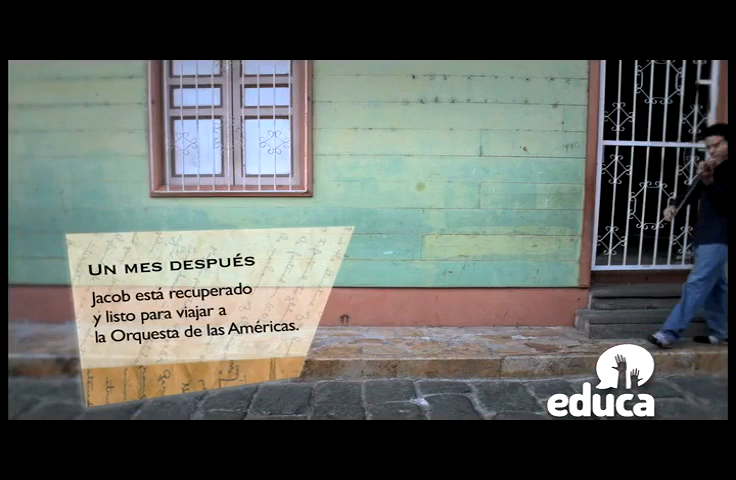 UN MES DESPUÉS
Jacob está recuperado
y listo para viajar a
la Orquesta de las Américas.
educa